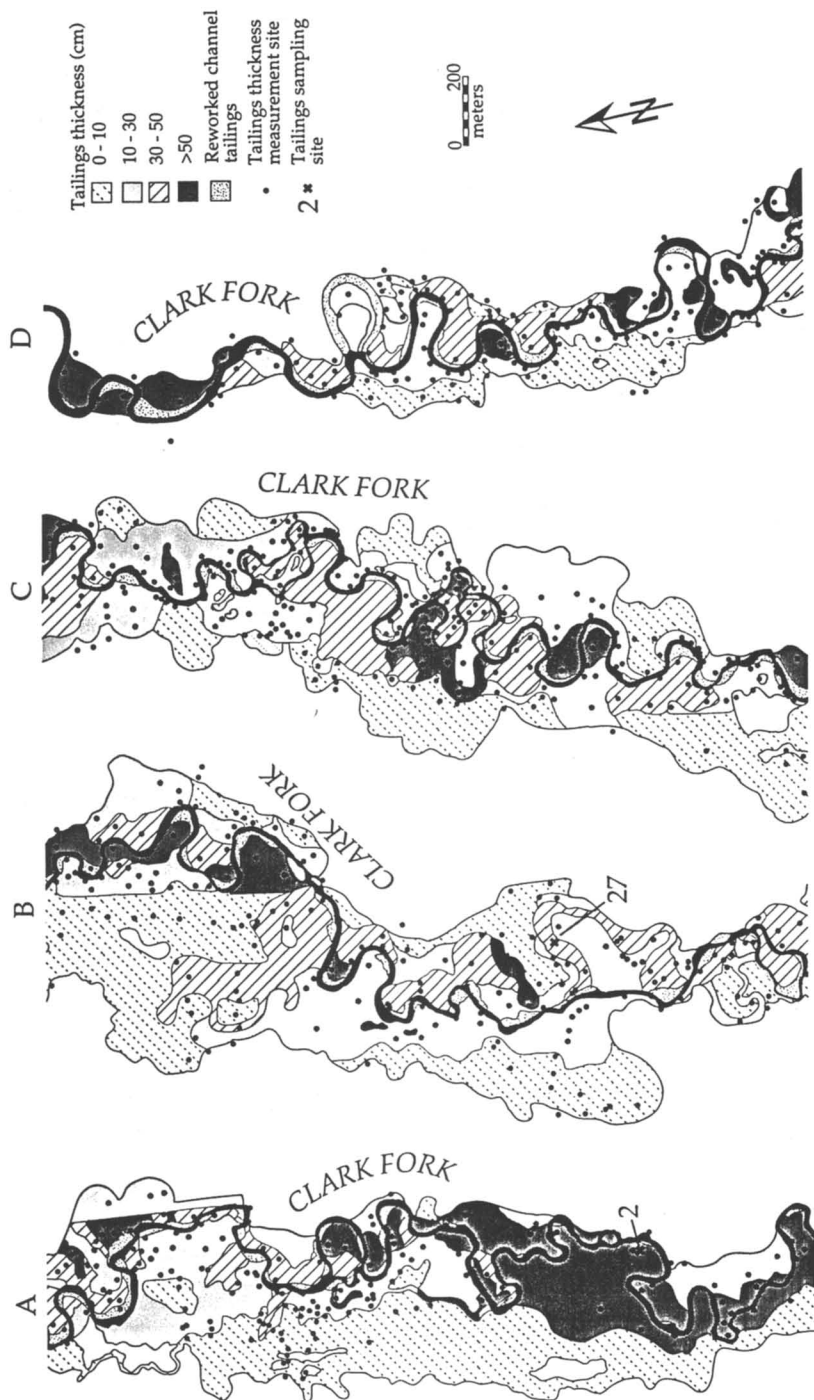 A
B
C
D
CLARK FORK
CLARK FORK
CLARK FORK
CLARK FORK
2
27
Tailings thickness (cm)
0 - 10
10 - 30
30 - 50
>50
Reworked channel
tailings
Tailings thickness
measurement site
2 Tailings sampling
site
0 200
meters
N